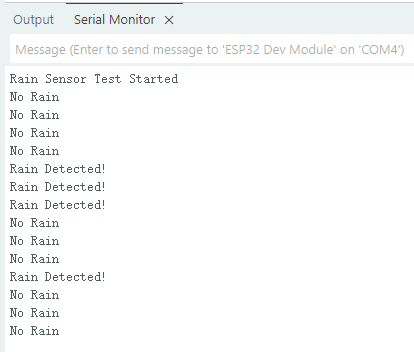 Output Serial Monitor
Message (Enter to send message to 'ESP32 Dev Module' on 'COM4')
Rain Sensor Test Started
No Rain
No Rain
No Rain
No Rain
Rain Detected!
Rain Detected!
Rain Detected!
No Rain
No Rain
No Rain
Rain Detected!
No Rain
No Rain
No Rain